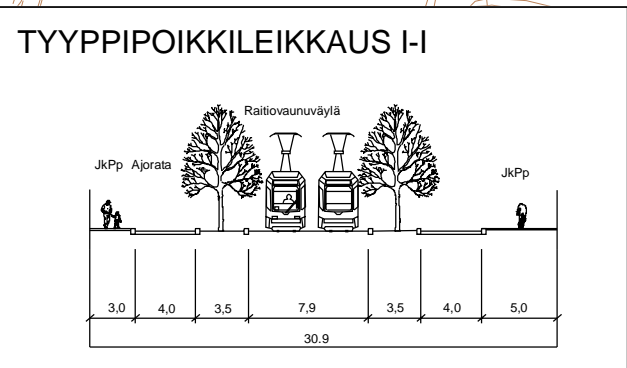 TYYPPIPOIKKILEIKKAUS I-I
Raitiovaunuväylä
JkPp Ajorata
JkPp
3,0 4,0 3,5 7,9 3,5 4,0 5,0
30.9